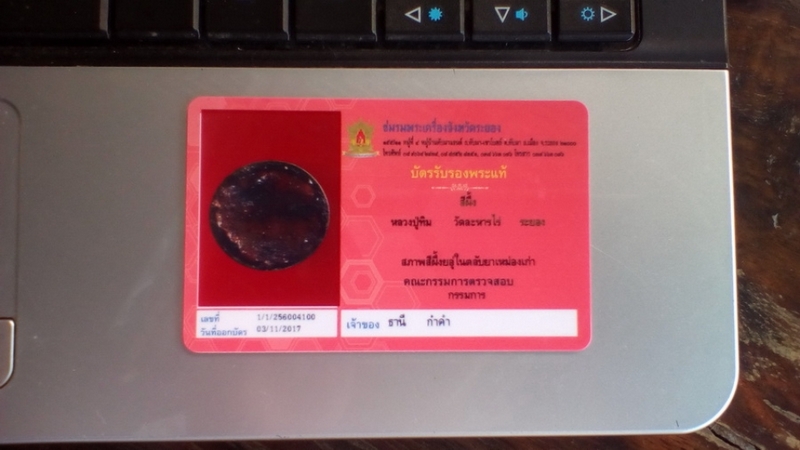 ชมรมพระเครื่องจังหวัดระยอง
บัตรรับรองพระแท้
สีผึ้ง
หลวงปู่ทิม วัดละหารไร่ ระยอง
สภาพสีผึ้งอยู่ในตลับยาหม่องเก่า
คณะกรรมการตรวจสอบ
กรรมการ
เลขที่ 1/1/256004100
วันที่ออกบัตร 03/11/2017
เจ้าของ ธานี กำดำ